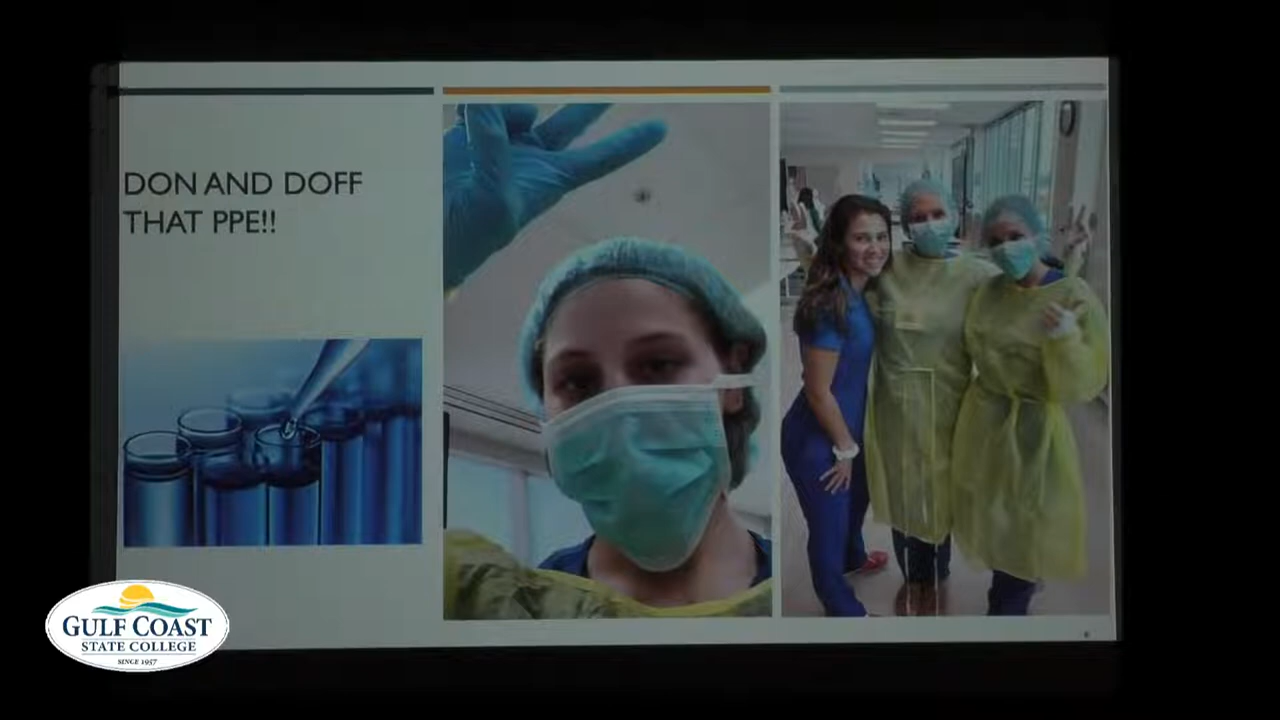 DON AND DOFF
THAT PPE!!
GULF COAST
STATE COLLEGE
SINCE 1957